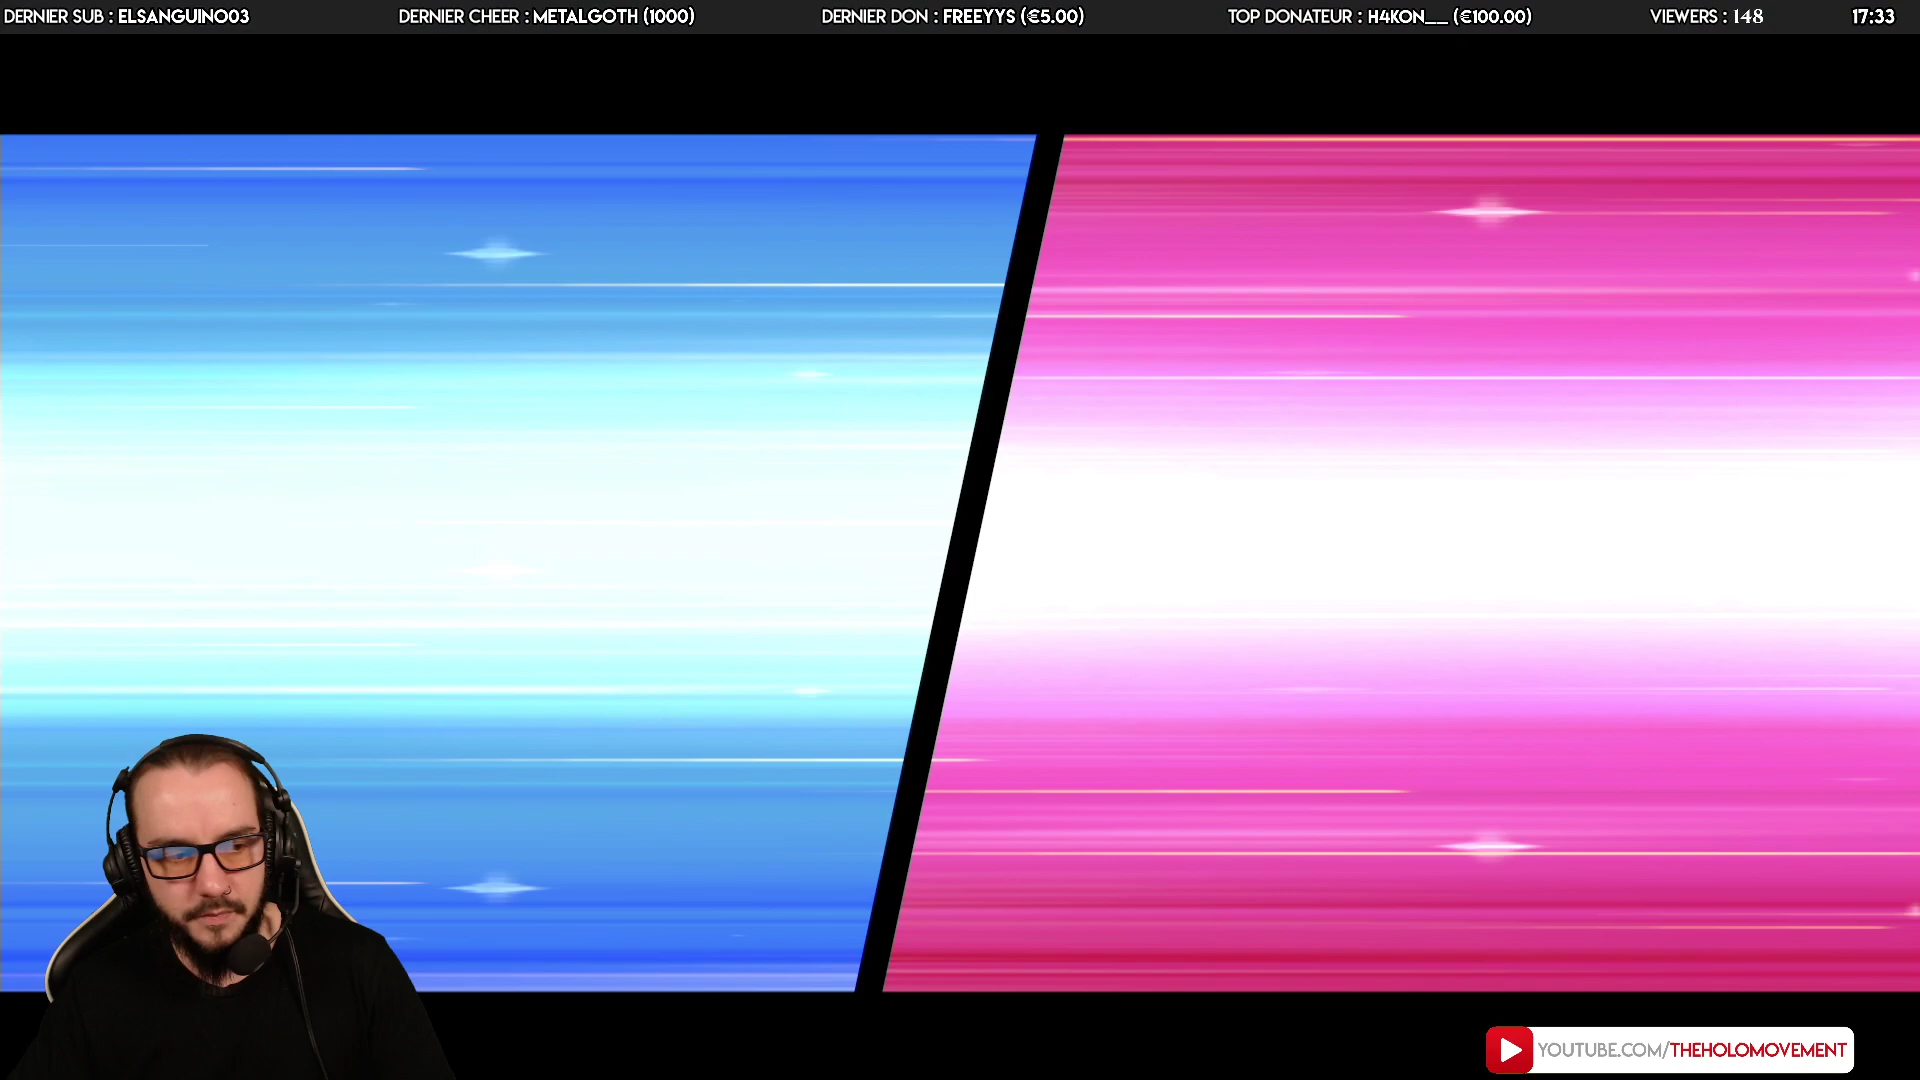 DERNIER SUB : ELSANGUINO03 DERNIER CHEER : METALGOTH (1000) DERNIER DON : FREEYYS (€5.00) TOP DONATEUR : H4KON__ (€100.00) VIEWERS : 148 17:33
YOUTUBE.COM/THEHOLOMOVEMENT